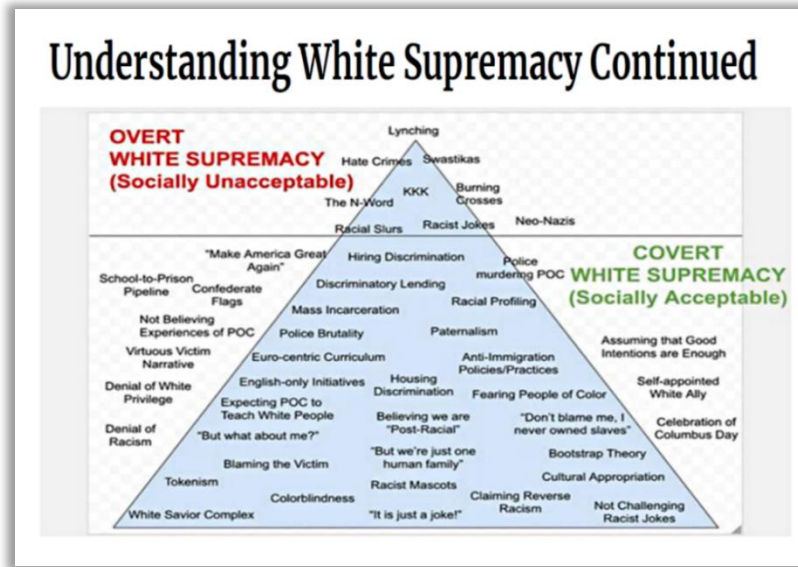 Understanding White Supremacy Continued
Lynching
OVERT
WHITE SUPREMACY
(Socially Unacceptable)
Hate Crimes
Swastikas
KKK
Burning
Crosses
The N-Word
Racial Slurs
Racist Jokes
Neo-Nazis
COVERT
WHITE SUPREMACY
(Socially Acceptable)
"Make America Great
Again"
Hiring Discrimination
Police
murdering POC
School-to-Prison
Pipeline
Confederate
Flags
Discriminatory Lending
Mass Incarceration
Racial Profiling
Not Believing
Experiences of POC
Police Brutality
Paternalism
Assuming that Good
Intentions are Enough
Virtuous Victim
Narrative
Euro-centric Curriculum
Anti-Immigration
Policies/Practices
Denial of White
Privilege
English-only Initiatives
Housing
Discrimination
Fearing People of Color
Self-appointed
White Ally
Expecting POC to
Teach White People
Believing we are
"Post-Racial"
"Don't blame me, I
never owned slaves"
Celebration of
Columbus Day
Denial of
Racism
"But what about me?"
"But we're just one
human family"
Bootstrap Theory
Blaming the Victim
Tokenism
Racist Mascots
Cultural Appropriation
Colorblindness
Claiming Reverse
Racism
White Savior Complex
"It is just a joke!"
Not Challenging
Racist Jokes